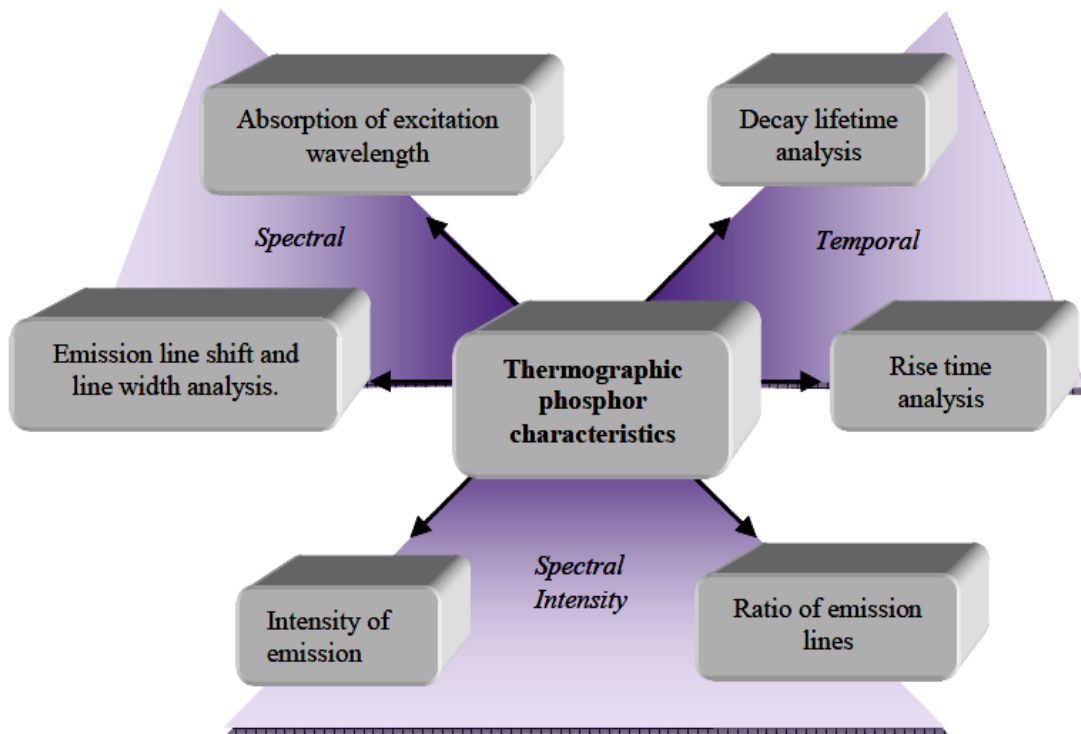 Absorption of excitation
wavelength
Decay lifetime
analysis
Spectral
Temporal
Emission line shift and
line width analysis.
Thermographic
phosphor
characteristics
Rise time
analysis
Spectral
Intensity
Intensity of
emission
Ratio of emission
lines